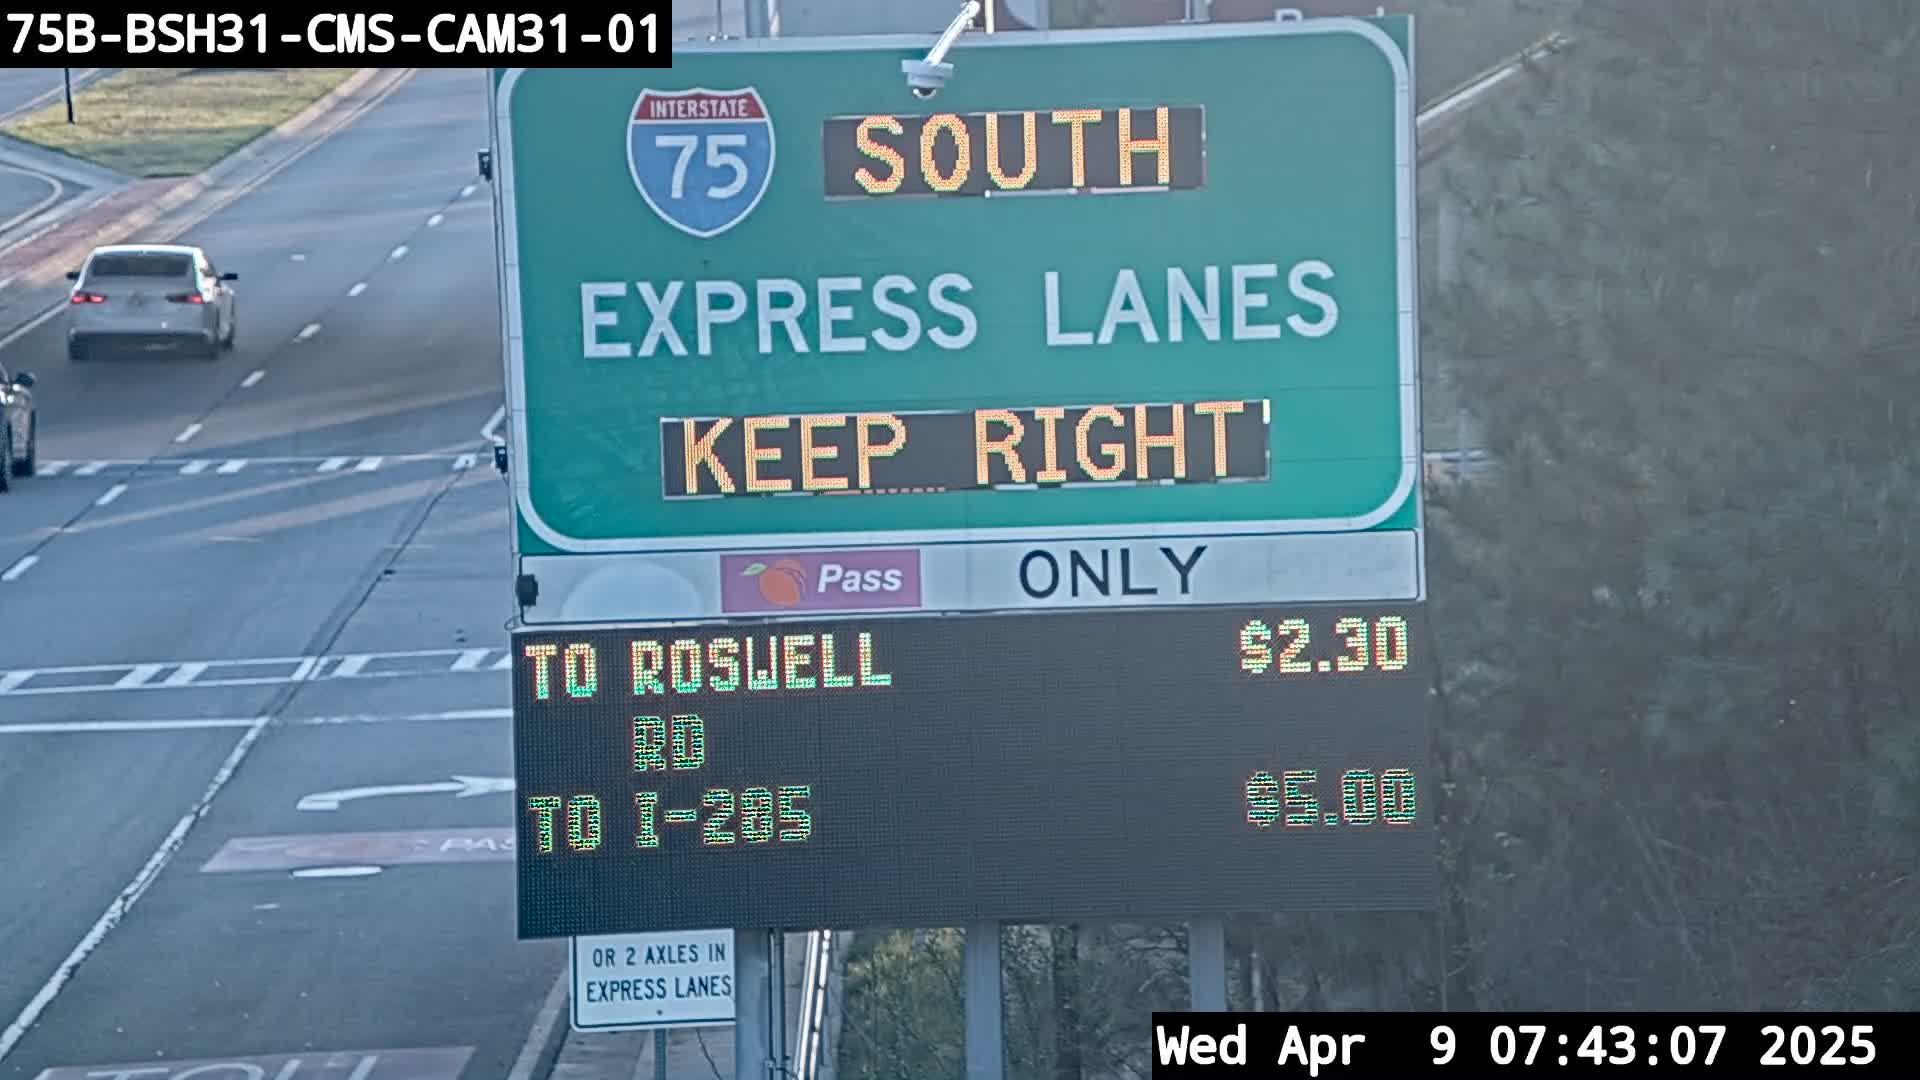 75B-BSH31-CMS-CAM31-01
INTERSTATE
75
SOUTH
EXPRESS LANES
KEEP RIGHT
Pass ONLY
TO ROSWELL $2.30
RD
TO I-285 $5.00
OR 2 AXLES IN
EXPRESS LANES
Wed Apr 9 07:43:07 2025